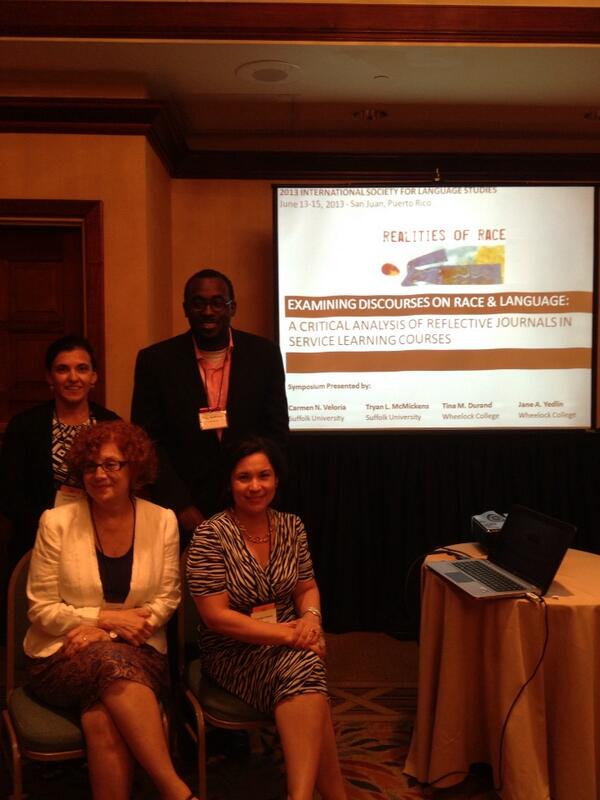 2013 INTERNATIONAL SOCIETY FOR LANGUAGE STUDIES
June 13-15, 2013 - San Juan, Puerto Rico
REALITIES OF RACE
EXAMINING DISCOURSES ON RACE & LANGUAGE:
A CRITICAL ANALYSIS OF REFLECTIVE JOURNALS IN
SERVICE LEARNING COURSES
Symposium Presented by:
Carmen N. Veloria Tryan L. McMickens Tina M. Durand Jane A. Yedlin
Suffolk University Suffolk University Wheelock College Wheelock College